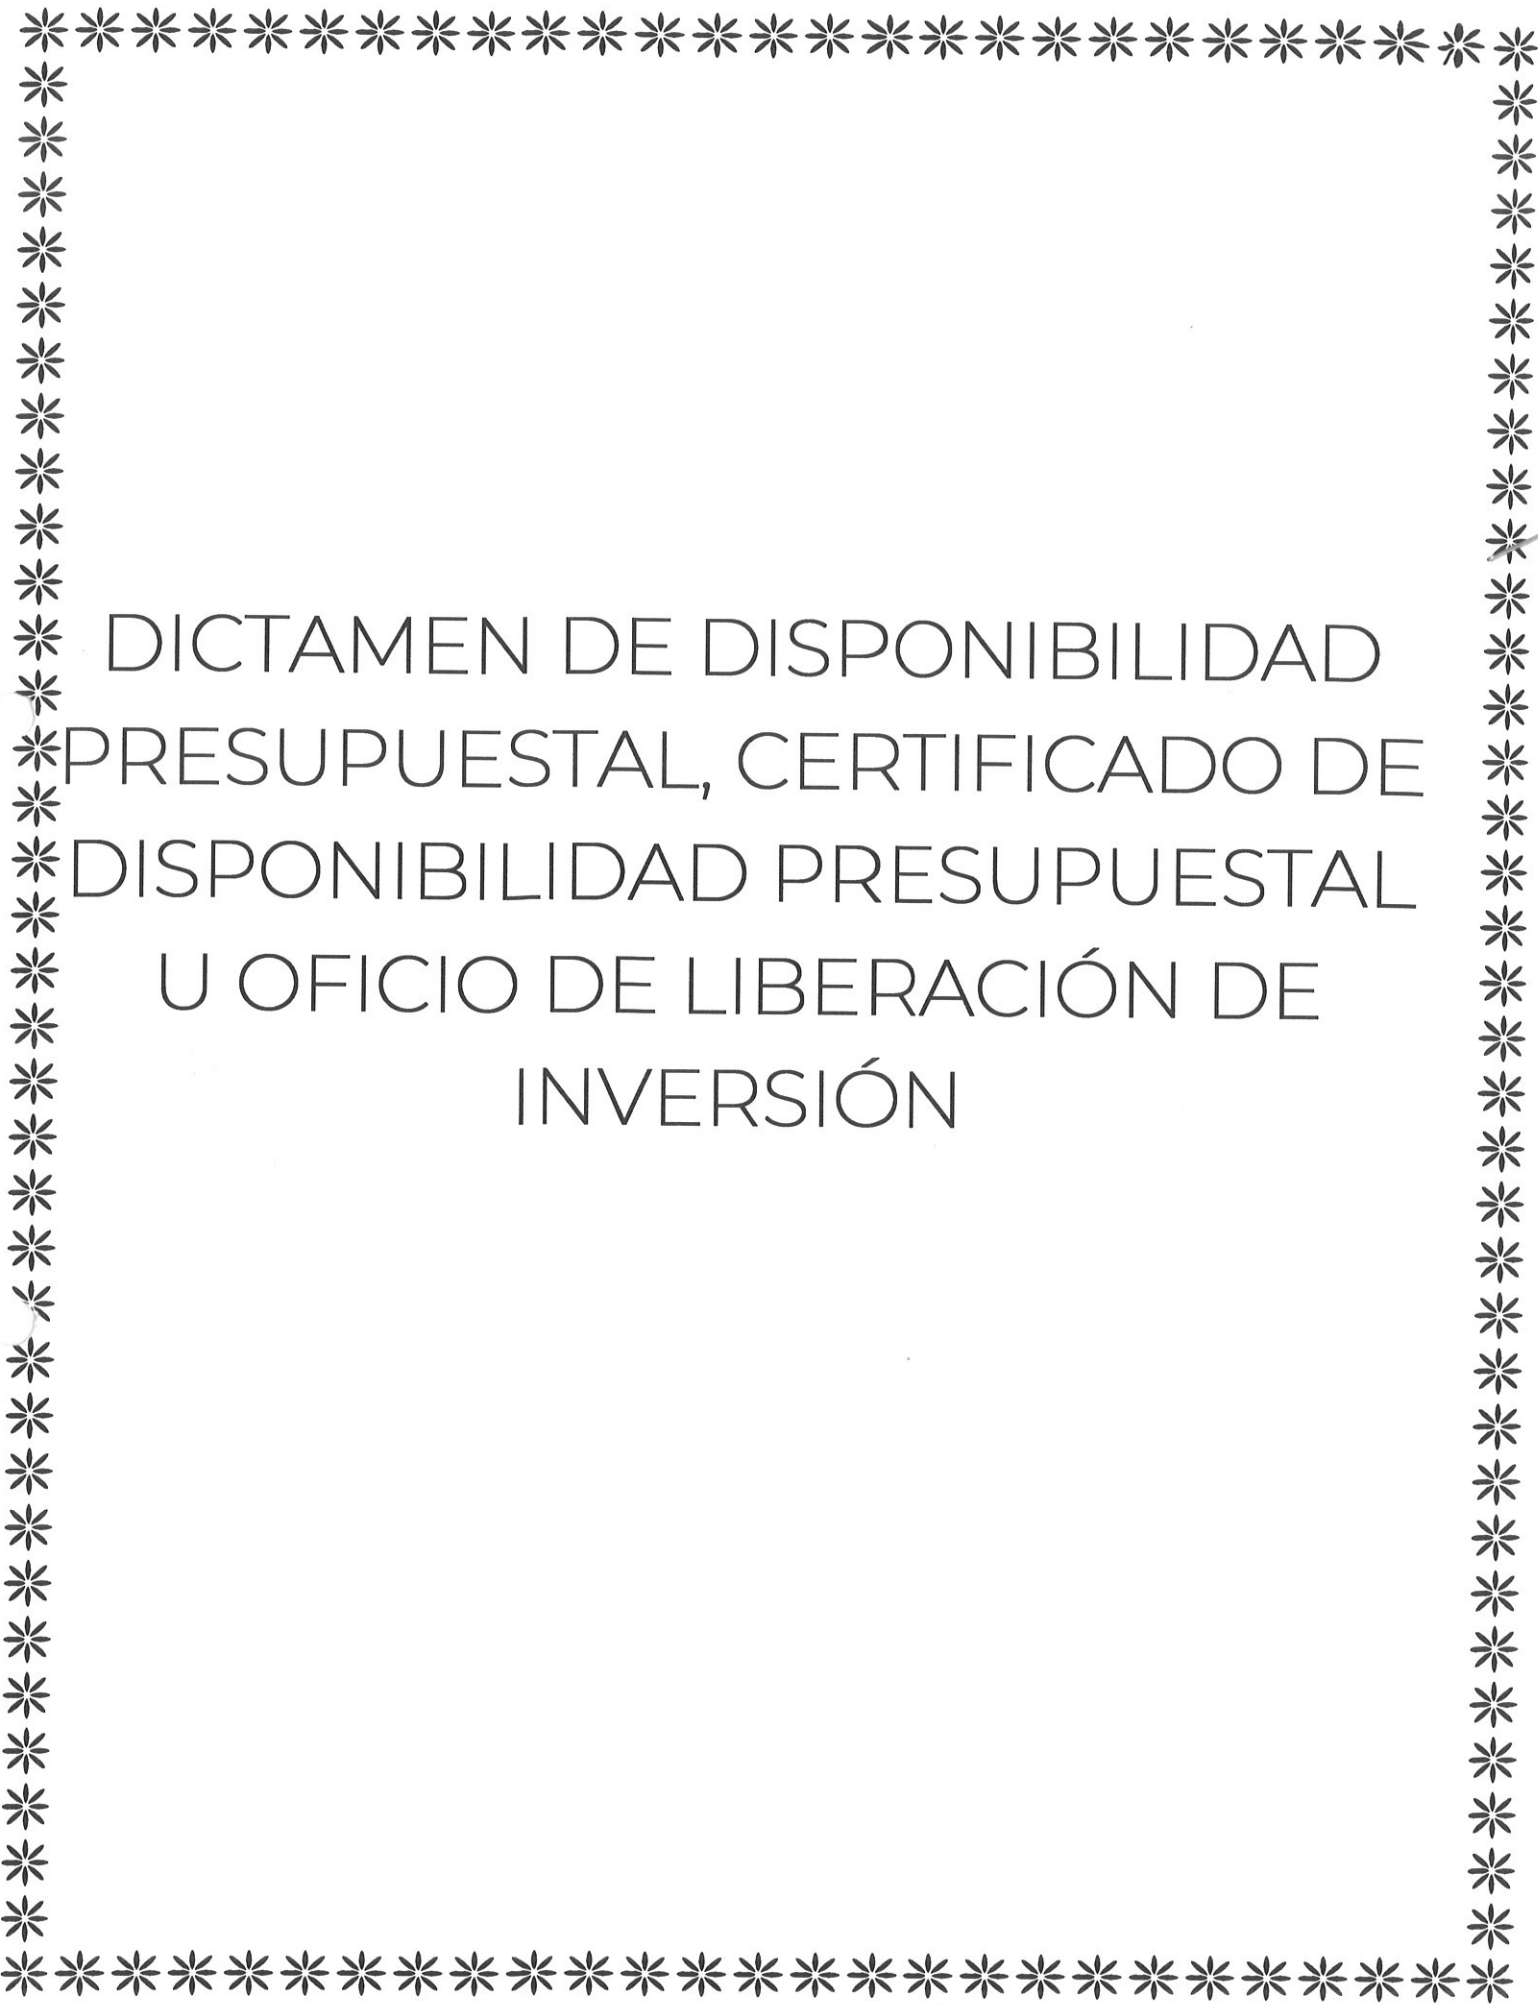 DICTAMEN DE DISPONIBILIDAD
PRESUPUESTAL, CERTIFICADO DE
DISPONIBILIDAD PRESUPUESTAL
U OFICIO DE LIBERACIÓN DE
INVERSIÓN